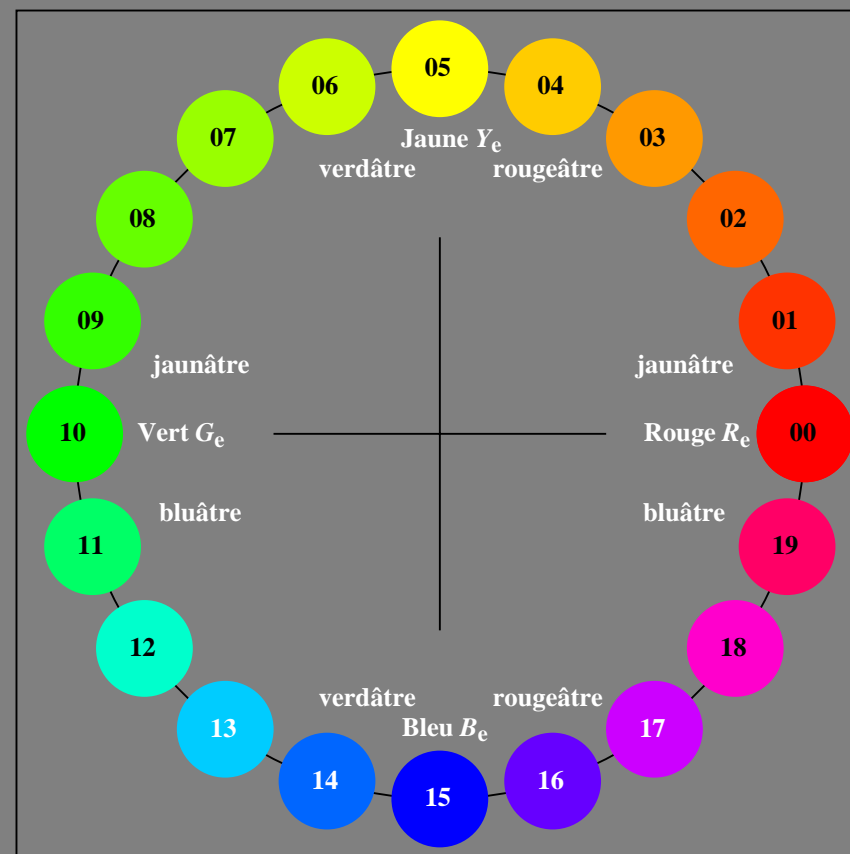 05
06
04
07
Jaune Ye
03
verdâtre
rougeâtre
08
02
09
01
jaunâtre
jaunâtre
10
Vert Ge
Rouge Re
00
bluâtre
bluâtre
11
19
12
18
verdâtre
rougeâtre
13
Bleu Be
17
14
16
15